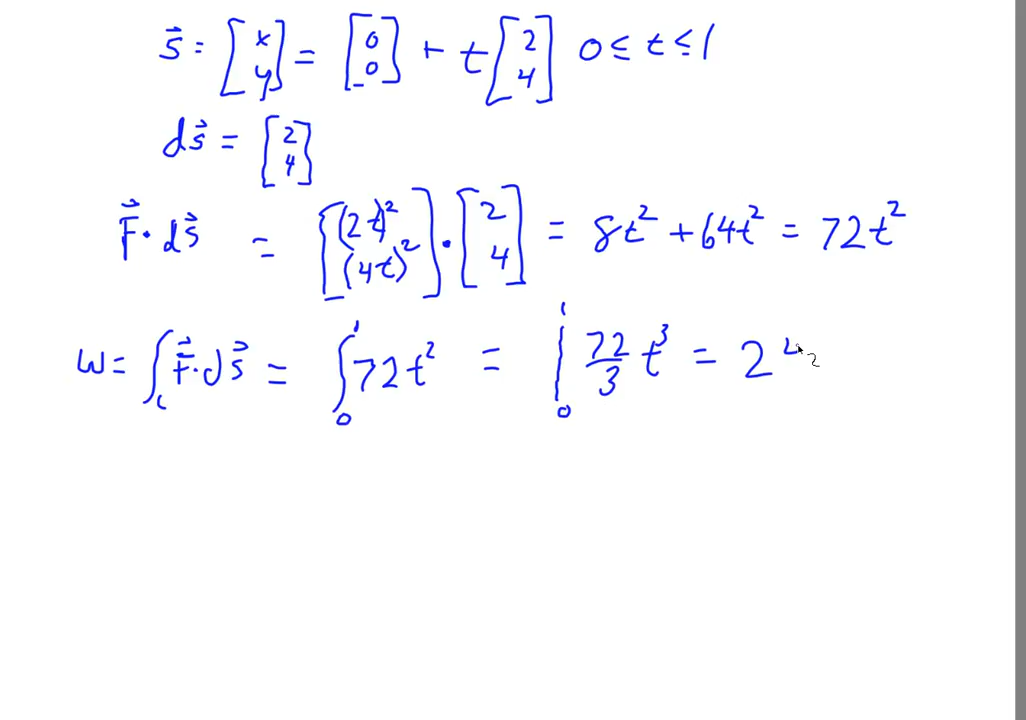 s⃗ = [x y] = [0 0] + t [2 4] 0 ≤ t ≤ 1
ds⃗ = [2 4]
F⃗ · ds⃗ = [(2t)² (4t)²] · [2 4] = 8t² + 64t² = 72t²
W = ∫_c F⃗ · ds⃗ = ∫₀¹ 72t² = |₀¹ 72/3 t³ = 2